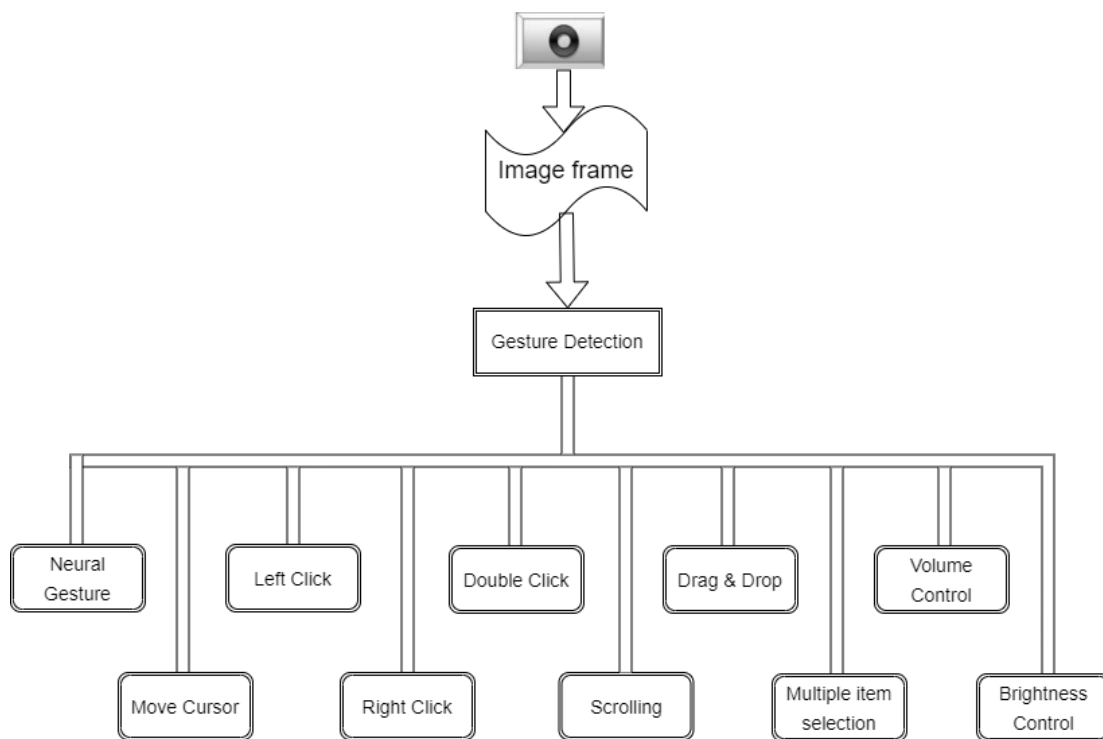 Image frame
Gesture Detection
Neural
Gesture
Left Click
Double Click
Drag & Drop
Volume
Control
Move Cursor
Right Click
Scrolling
Multiple item
selection
Brightness
Control